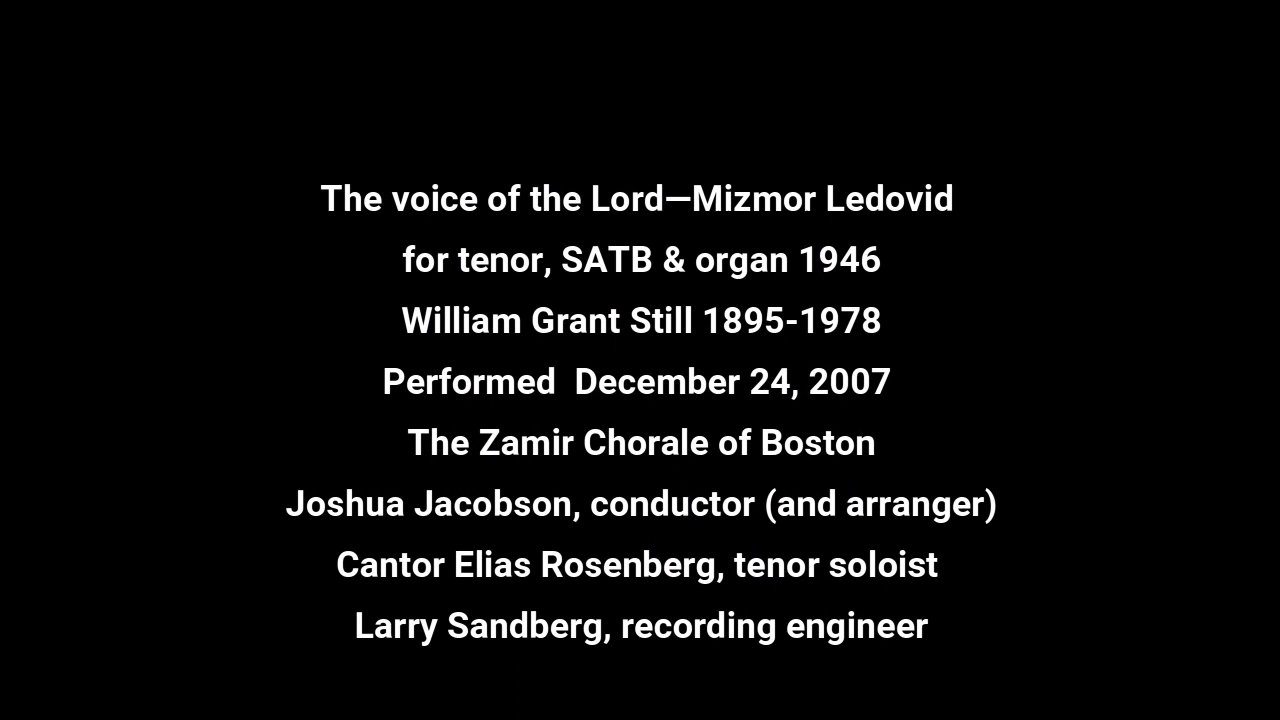 The voice of the Lord—Mizmor Ledovid
for tenor, SATB & organ 1946
William Grant Still 1895-1978
Performed  December 24, 2007
The Zamir Chorale of Boston
Joshua Jacobson, conductor (and arranger)
Cantor Elias Rosenberg, tenor soloist
Larry Sandberg, recording engineer